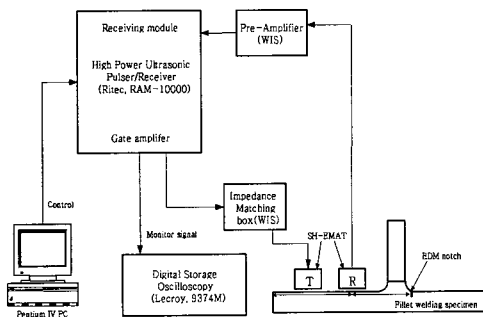 Receiving module
High Power Ultrasonic
Pulser/Receiver
(Ritec, RAM-10000)
Gate amplifer
Pre-Amplifier
(WIS)
Control
Monitor signal
Impedance
Matching
box(WIS)
SH-EMAT
T
R
EDM notch
Fillet welding specimen
Digital Storage
Oscilloscopy
(Lecroy, 9374M)
Pentium IV PC